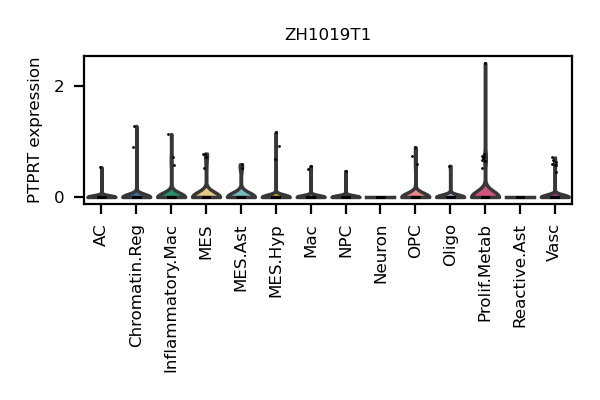 ZH1019T1
PTPRT expression
2
0
AC
Chromatin.Reg
Inflammatory.Mac
MES
MES.Ast
MES.Hyp
Mac
NPC
Neuron
OPC
Oligo
Prolif.Metab
Reactive.Ast
Vasc